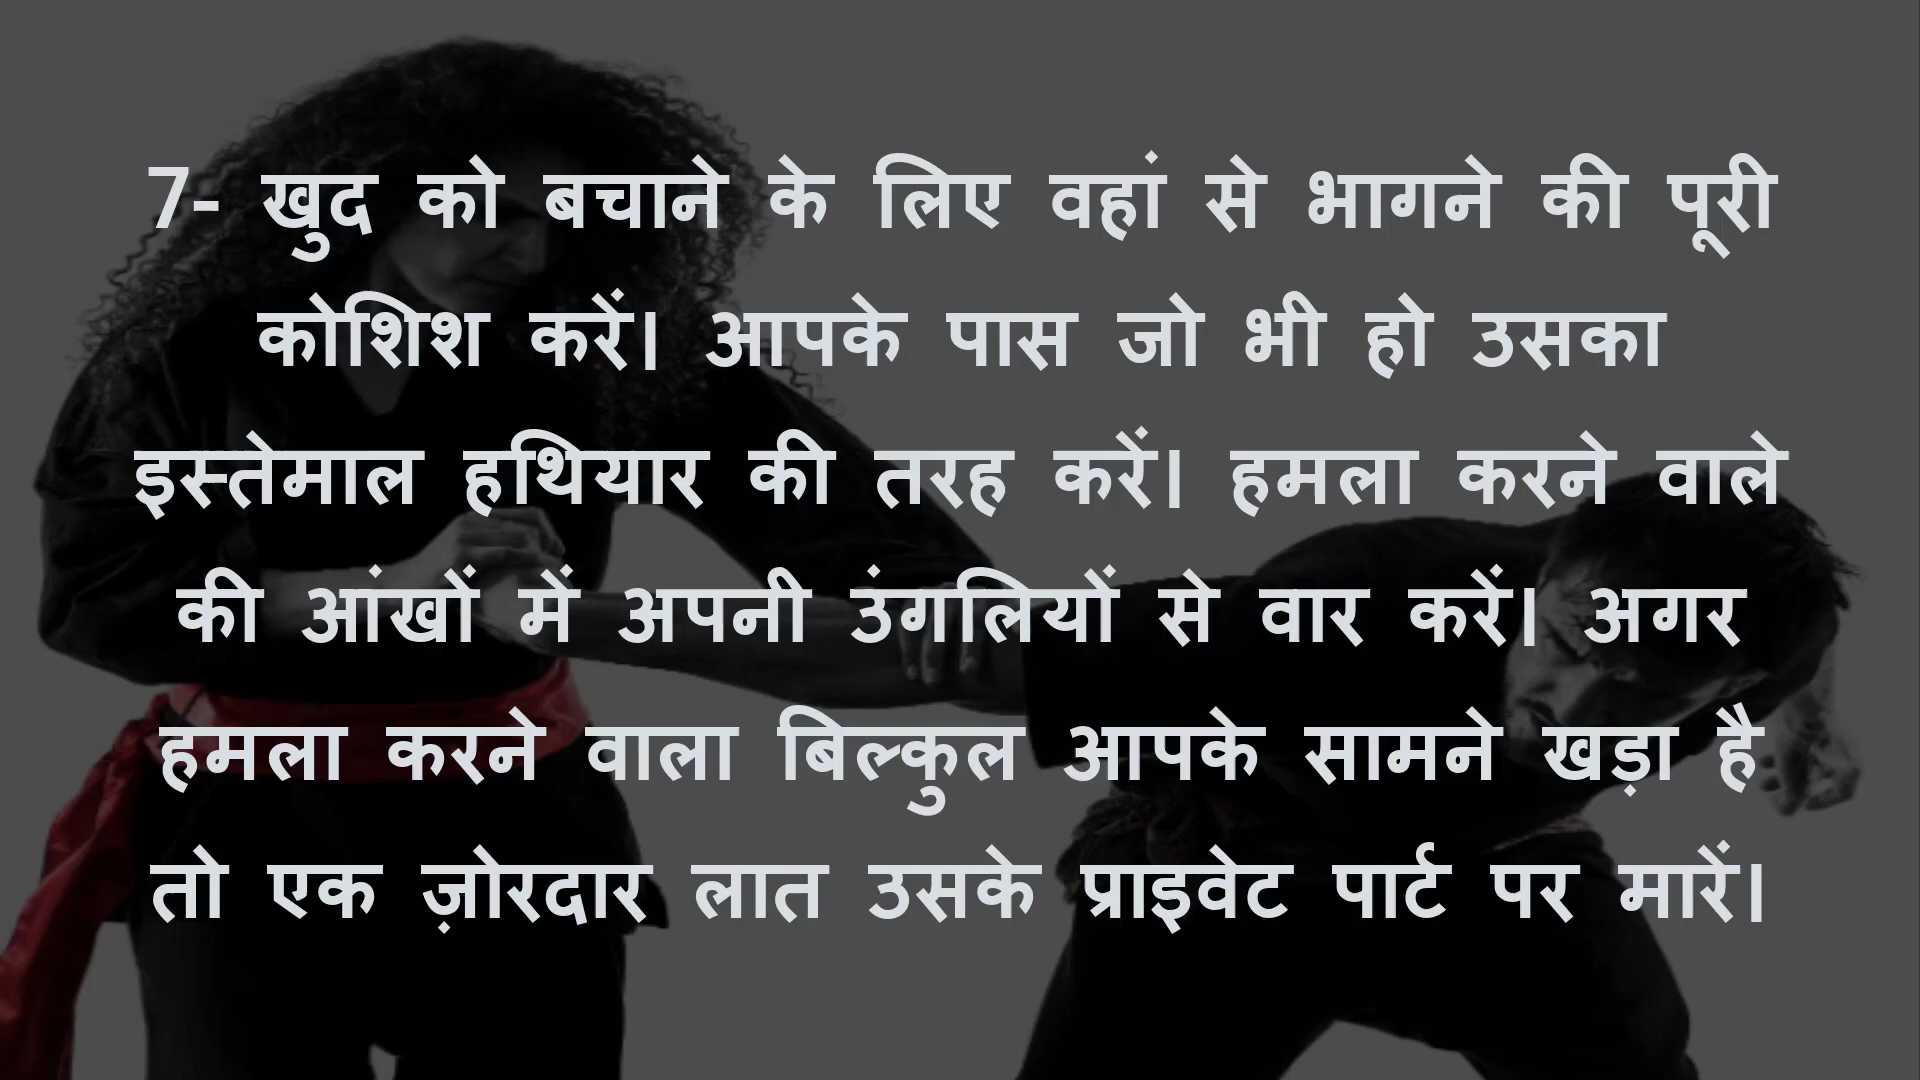 7- खुद को बचाने के लिए वहां से भागने की पूरी
कोशिश करें। आपके पास जो भी हो उसका
इस्तेमाल हथियार की तरह करें। हमला करने वाले
की आंखों में अपनी उंगलियों से वार करें। अगर
हमला करने वाला बिल्कुल आपके सामने खड़ा है
तो एक ज़ोरदार लात उसके प्राइवेट पार्ट पर मारें।